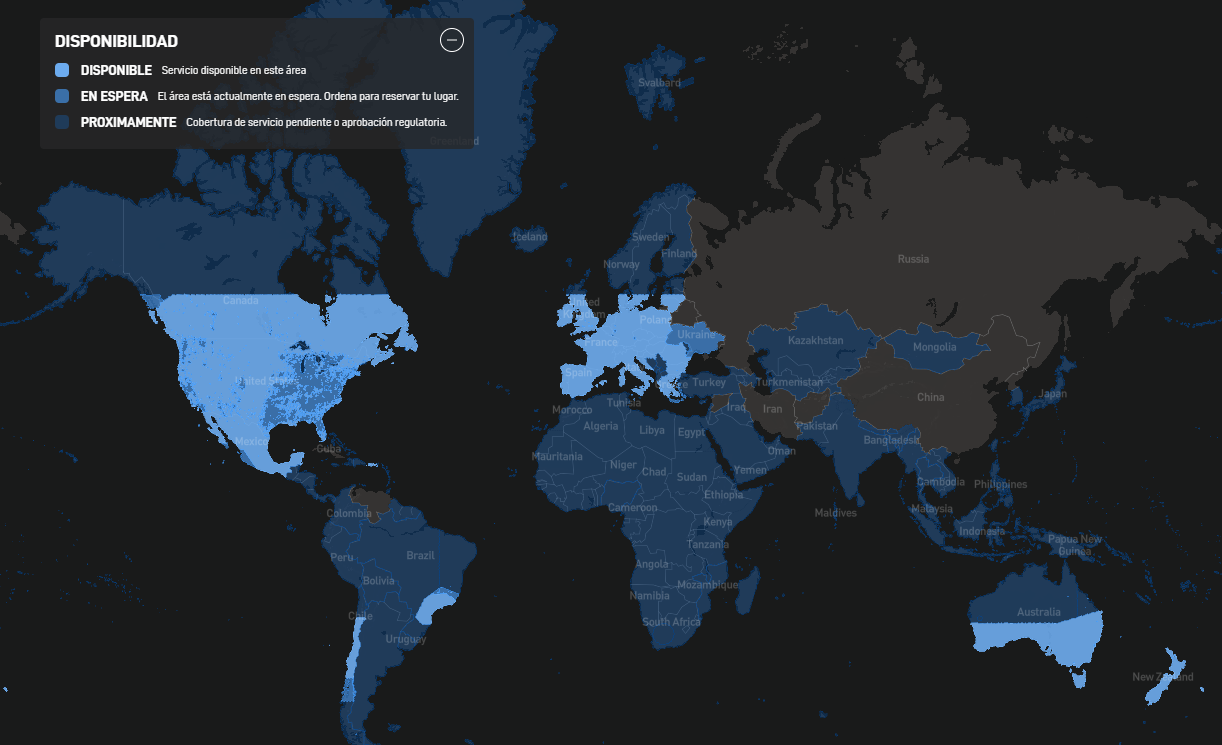 DISPONIBILIDAD
DISPONIBLE Servicio disponible en este área
EN ESPERA El área está actualmente en espera. Ordena para reservar tu lugar.
PROXIMAMENTE Cobertura de servicio pendiente o aprobación regulatoria.
Svalbard
Greenland
Iceland
Sweden
Finland
Norway
Russia
Canada
United Kingdom
Poland
Ukraine
France
Kazakhstan
Mongolia
United States
Spain
Greece
Turkey
Turkmenistan
Japan
China
Morocco
Tunisia
Iraq
Iran
Algeria
Libya
Egypt
Pakistan
Mexico
Cuba
Bangladesh
Oman
Mauritania
Niger
Chad
Sudan
Yemen
Cambodia
Philippines
Ethiopia
Colombia
Cameroon
Maldives
Malaysia
Kenya
Indonesia
Peru
Brazil
Tanzania
Papua New
Guinea
Angola
Bolivia
Mozambique
Namibia
Chile
Australia
South Africa
Uruguay
New Zealand